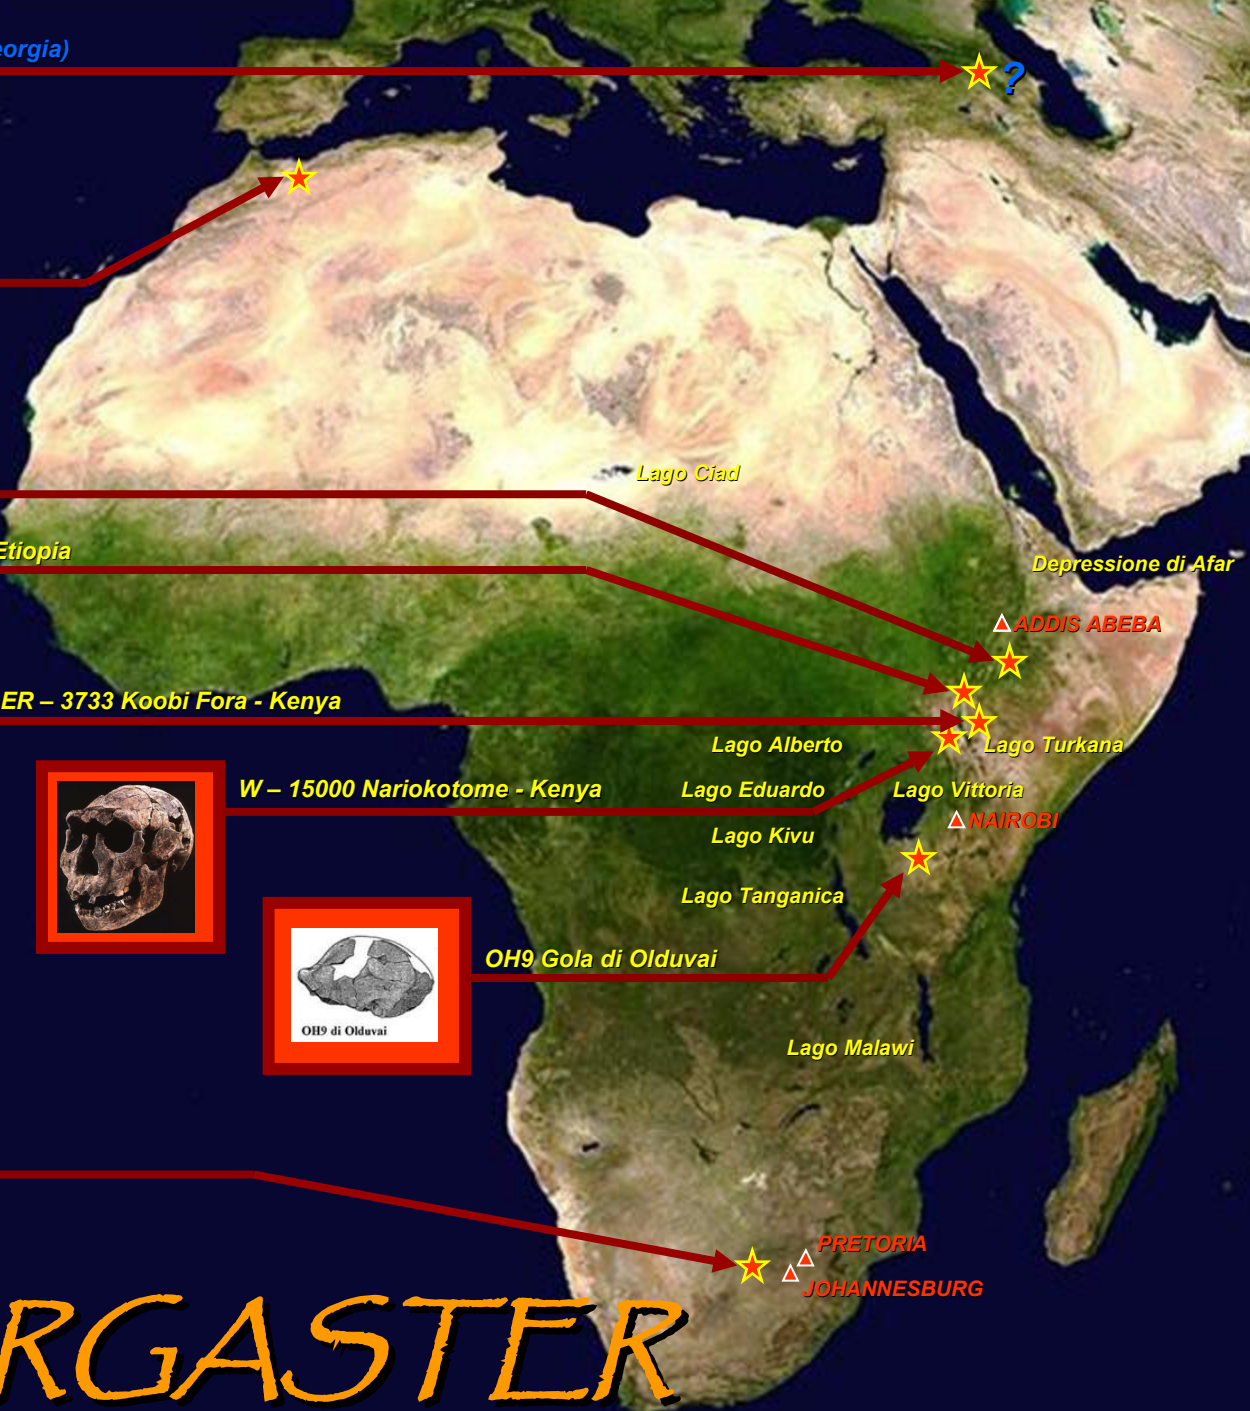 eorgia)
?
Lago Ciad
Etiopia
Depressione di Afar
ADDIS ABEBA
ER – 3733 Koobi Fora - Kenya
Lago Alberto
Lago Turkana
W – 15000 Nariokotome - Kenya
Lago Eduardo
Lago Vittoria
NAIROBI
Lago Kivu
Lago Tanganica
OH9 Gola di Olduvai
OH9 di Olduvai
Lago Malawi
PRETORIA
JOHANNESBURG
RGASTER